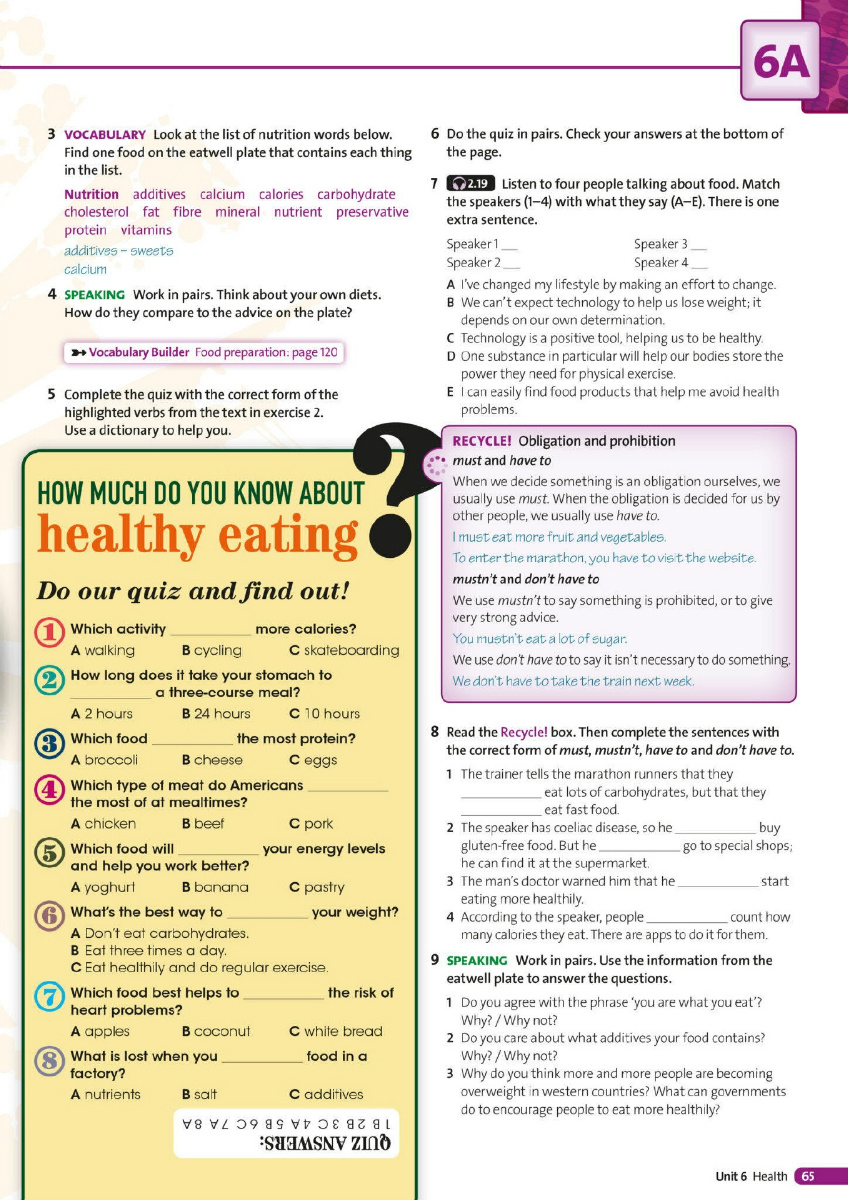 6A
3 VOCABULARY Look at the list of nutrition words below.
Find one food on the eatwell plate that contains each thing
in the list.
Nutrition additives calcium calories carbohydrate
cholesterol fat fibre mineral nutrient preservative
protein vitamins
additives – sweets
calcium
4 SPEAKING Work in pairs. Think about your own diets.
How do they compare to the advice on the plate?
Vocabulary Builder Food preparation: page 120
5 Complete the quiz with the correct form of the
highlighted verbs from the text in exercise 2.
Use a dictionary to help you.
HOW MUCH DO YOU KNOW ABOUT
healthy eating ?
Do our quiz and find out!
1 Which activity ____________ more calories?
A walking B cycling C skateboarding
2 How long does it take your stomach to
____________ a three-course meal?
A 2 hours B 24 hours C 10 hours
3 Which food ____________ the most protein?
A broccoli B cheese C eggs
4 Which type of meat do Americans ____________
the most of at mealtimes?
A chicken B beef C pork
5 Which food will ____________ your energy levels
and help you work better?
A yoghurt B banana C pastry
6 What's the best way to ____________ your weight?
A Don't eat carbohydrates.
B Eat three times a day.
C Eat healthily and do regular exercise.
7 Which food best helps to ____________ the risk of
heart problems?
A apples B coconut C white bread
8 What is lost when you ____________ food in a
factory?
A nutrients B salt C additives
QUIZ ANSWERS:
1 B 2 B 3 C 4 A 5 B 6 C 7 A 8 A
6 Do the quiz in pairs. Check your answers at the bottom of
the page.
7 2.19 Listen to four people talking about food. Match
the speakers (1–4) with what they say (A–E). There is one
extra sentence.
Speaker 1 __ Speaker 3 __
Speaker 2 __ Speaker 4 __
A I've changed my lifestyle by making an effort to change.
B We can't expect technology to help us lose weight; it
depends on our own determination.
C Technology is a positive tool, helping us to be healthy.
D One substance in particular will help our bodies store the
power they need for physical exercise.
E I can easily find food products that help me avoid health
problems.
RECYCLE! Obligation and prohibition
must and have to
When we decide something is an obligation ourselves, we
usually use must. When the obligation is decided for us by
other people, we usually use have to.
I must eat more fruit and vegetables.
To enter the marathon, you have to visit the website.
mustn't and don't have to
We use mustn't to say something is prohibited, or to give
very strong advice.
You mustn't eat a lot of sugar.
We use don't have to to say it isn't necessary to do something.
We don't have to take the train next week.
8 Read the Recycle! box. Then complete the sentences with
the correct form of must, mustn't, have to and don't have to.
1 The trainer tells the marathon runners that they
____________ eat lots of carbohydrates, but that they
____________ eat fast food.
2 The speaker has coeliac disease, so he ____________ buy
gluten-free food. But he ____________ go to special shops;
he can find it at the supermarket.
3 The man's doctor warned him that he ____________ start
eating more healthily.
4 According to the speaker, people ____________ count how
many calories they eat. There are apps to do it for them.
9 SPEAKING Work in pairs. Use the information from the
eatwell plate to answer the questions.
1 Do you agree with the phrase 'you are what you eat'?
Why? / Why not?
2 Do you care about what additives your food contains?
Why? / Why not?
3 Why do you think more and more people are becoming
overweight in western countries? What can governments
do to encourage people to eat more healthily?
Unit 6 Health 65